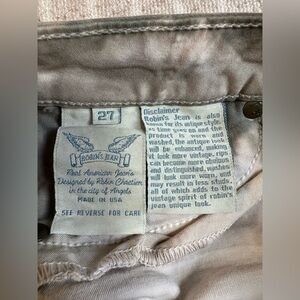 27
ROBIN'S JEAN
Real American Jean's
Designed by Robin Chretien
in the city of Angels
MADE IN USA
SEE REVERSE FOR CARE
Disclaimer
Robin's Jean is also
known for its antique style.
As time goes on and the
product is worn and
washed, the antique look
will be enhanced, making
it look more vintage. rips
can become more obvious
and distinguished, washes
will look more worn, and
may result in less studs.
all of which adds to the
vintage spirit of robin's
jean unique look.